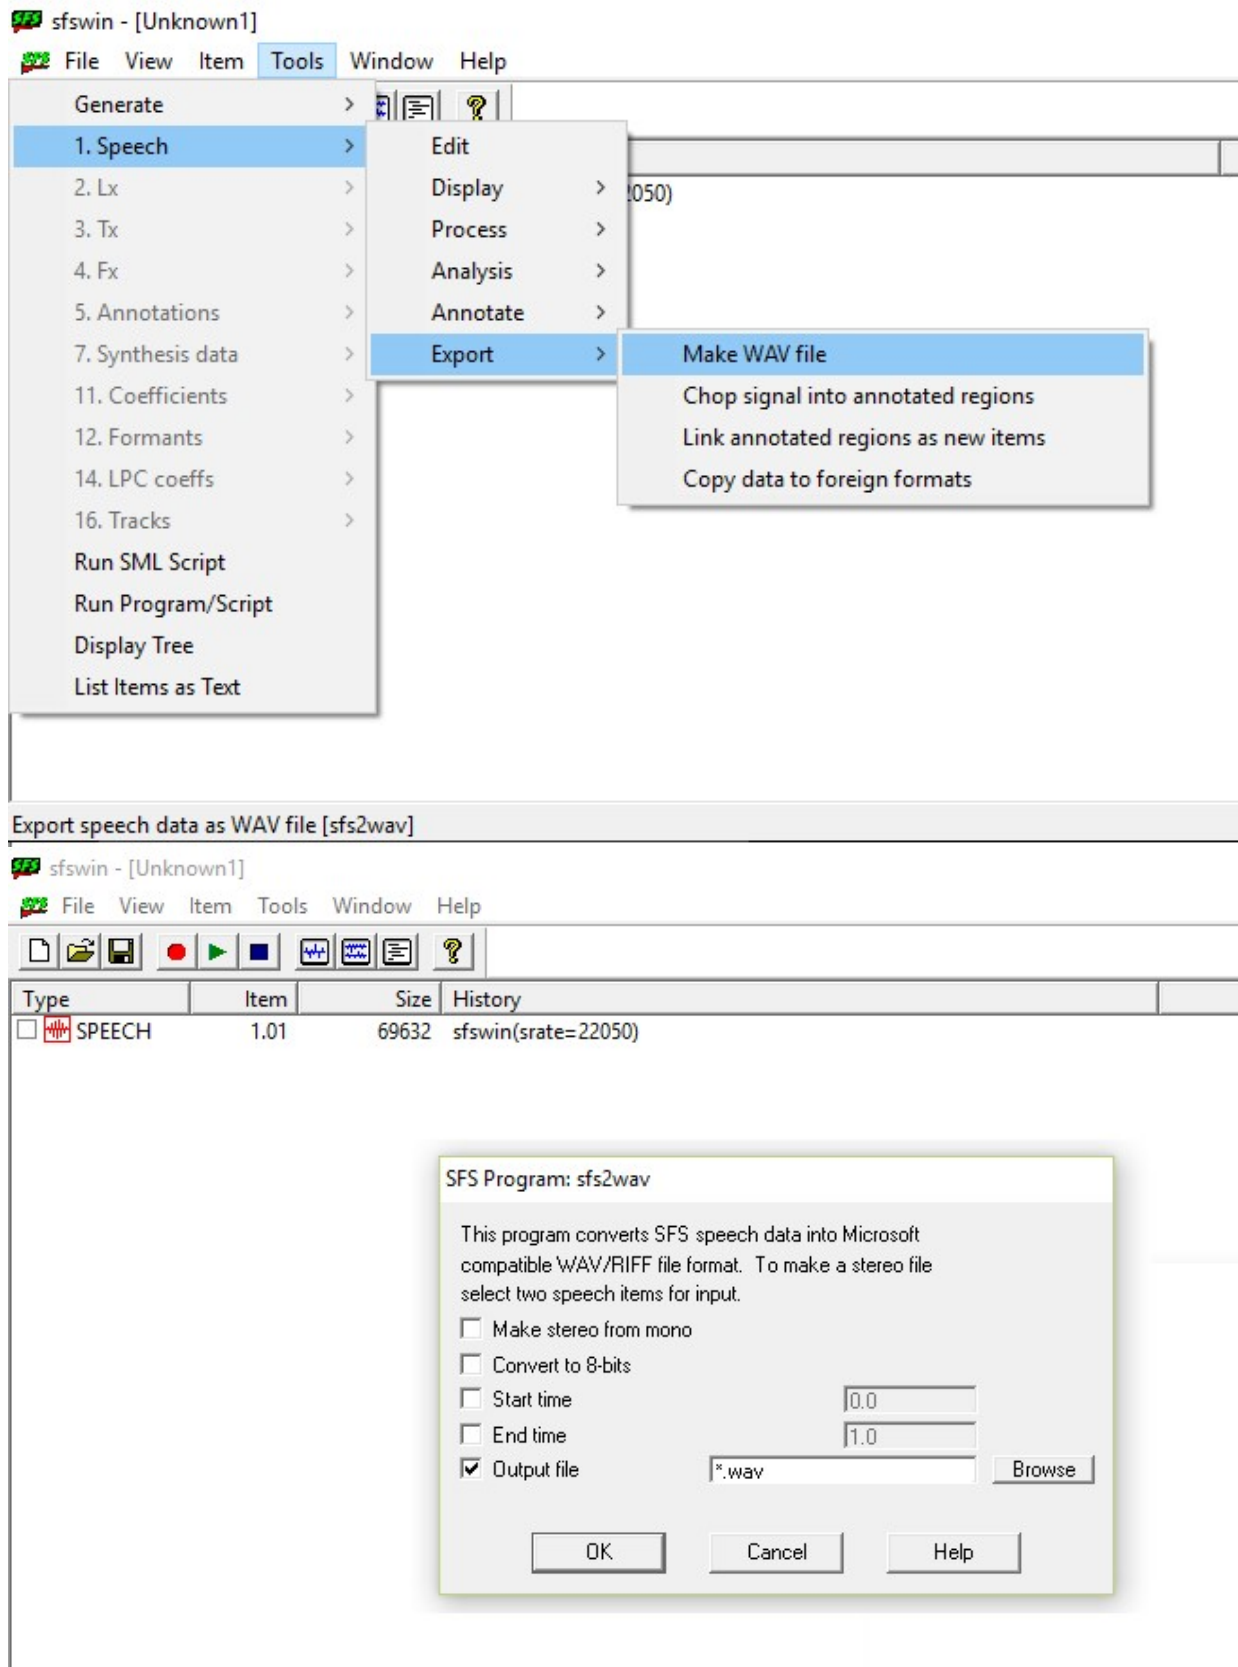 SFS sfswin - [Unknown1]
SFS File View Item Tools Window Help
Generate >
1. Speech > Edit
2. Lx > Display > 2050)
3. Tx > Process >
4. Fx > Analysis >
5. Annotations > Annotate >
7. Synthesis data > Export > Make WAV file
11. Coefficients > Chop signal into annotated regions
12. Formants > Link annotated regions as new items
14. LPC coeffs > Copy data to foreign formats
16. Tracks >
Run SML Script
Run Program/Script
Display Tree
List Items as Text
Export speech data as WAV file [sfs2wav]
SFS sfswin - [Unknown1]
SFS File View Item Tools Window Help
Type Item Size History
SPEECH 1.01 69632 sfswin(srate=22050)
SFS Program: sfs2wav
This program converts SFS speech data into Microsoft
compatible WAV/RIFF file format. To make a stereo file
select two speech items for input.
Make stereo from mono
Convert to 8-bits
Start time 0.0
End time 1.0
Output file *.wav Browse
OK Cancel Help